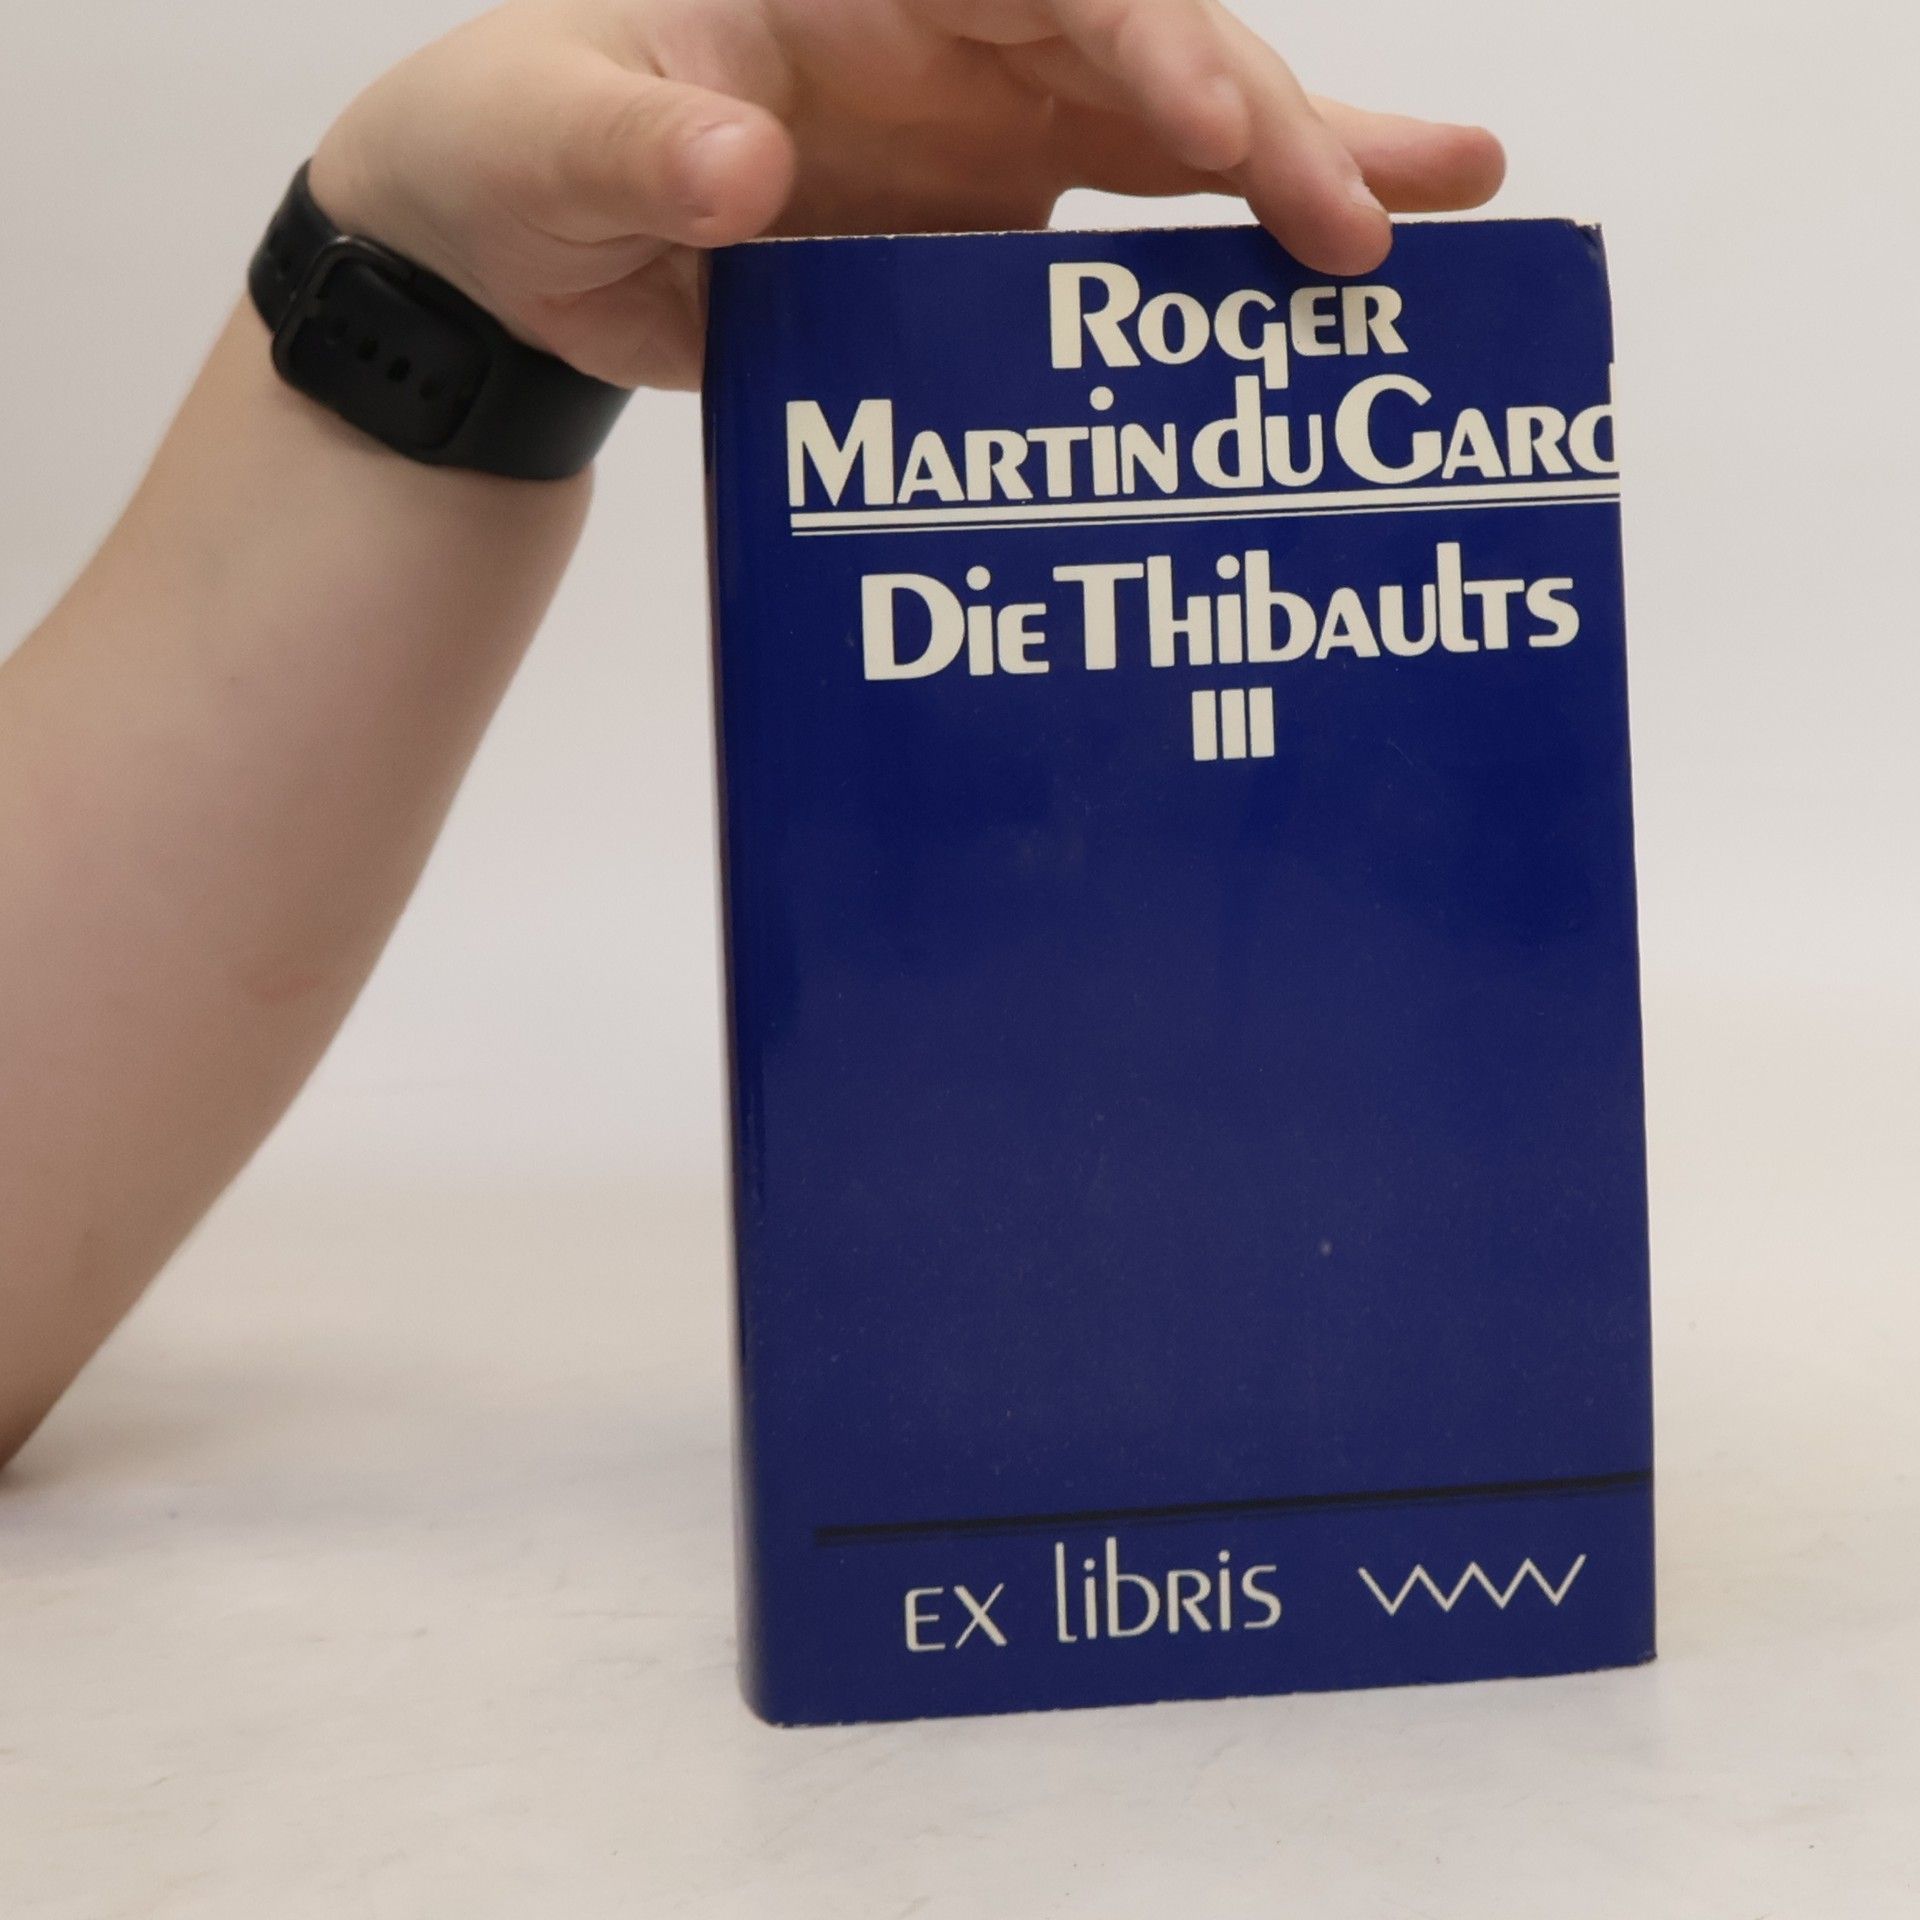 Roger
Martin du Gard
Die Thibaults
III
ex libris